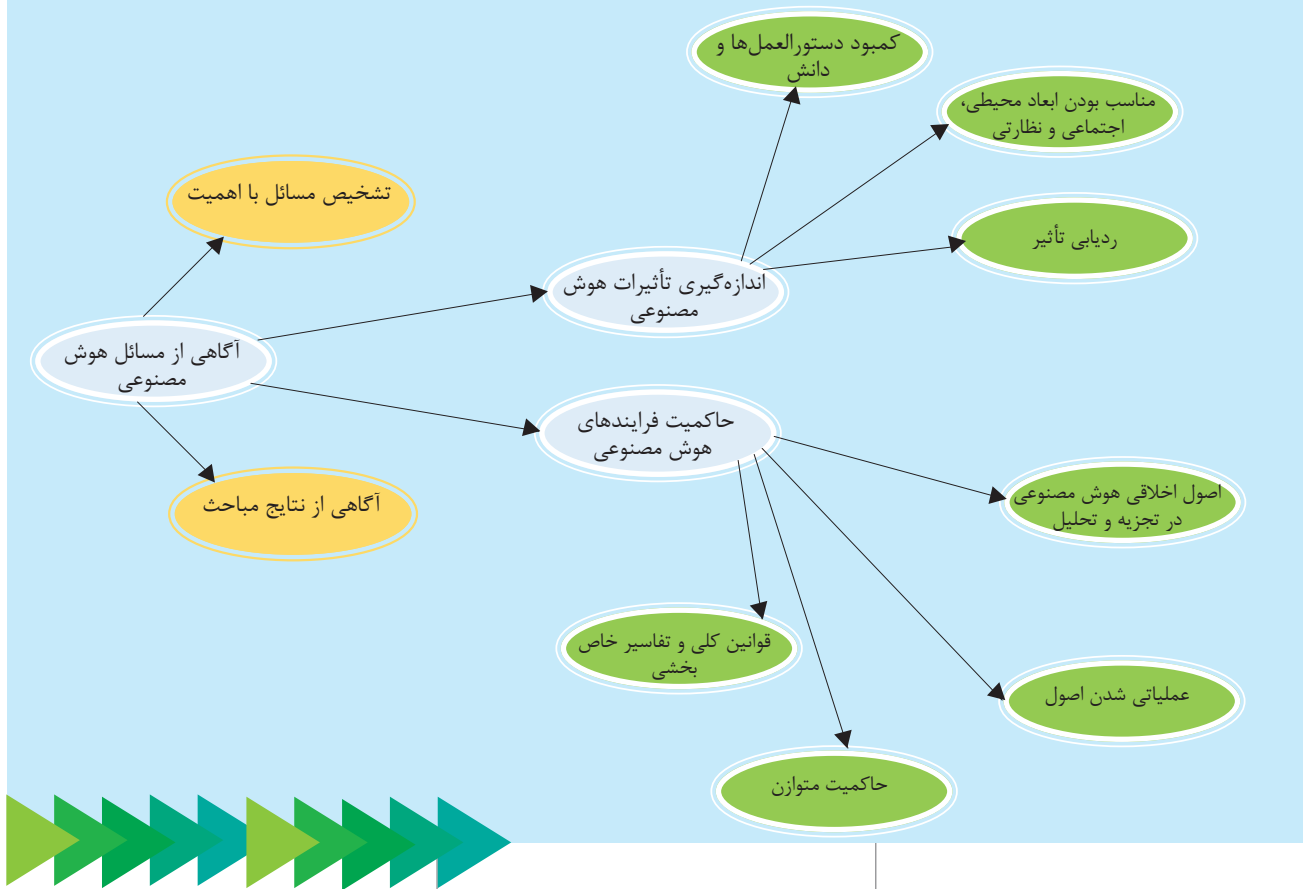 کمبود دستورالعمل‌ها و
دانش
مناسب بودن ابعاد محیطی،
اجتماعی و نظارتی
تشخیص مسائل با اهمیت
ردیابی تأثیر
اندازه‌گیری تأثیرات هوش
مصنوعی
آگاهی از مسائل هوش
مصنوعی
حاکمیت فرایندهای
هوش مصنوعی
آگاهی از نتایج مباحث
اصول اخلاقی هوش مصنوعی
در تجزیه و تحلیل
قوانین کلی و تفاسیر خاص
بخشی
عملیاتی شدن اصول
حاکمیت متوازن